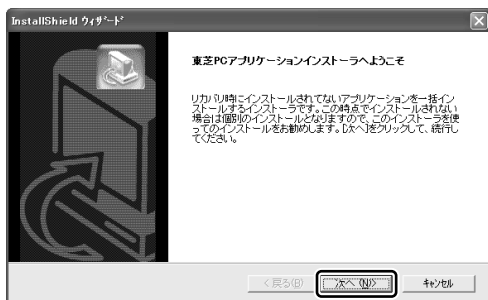 InstallShield ウィザード
東芝PCアプリケーションインストーラへようこそ
リカバリ時にインストールされてないアプリケーションを一括イン
ストールするインストーラです。この時点でインストールされない
場合は個別のインストールとなりますので、このインストーラを使
ってのインストールをお勧めします。[次へ]をクリックして、続行し
てください。
< 戻る(B)
次へ (N)>
キャンセル